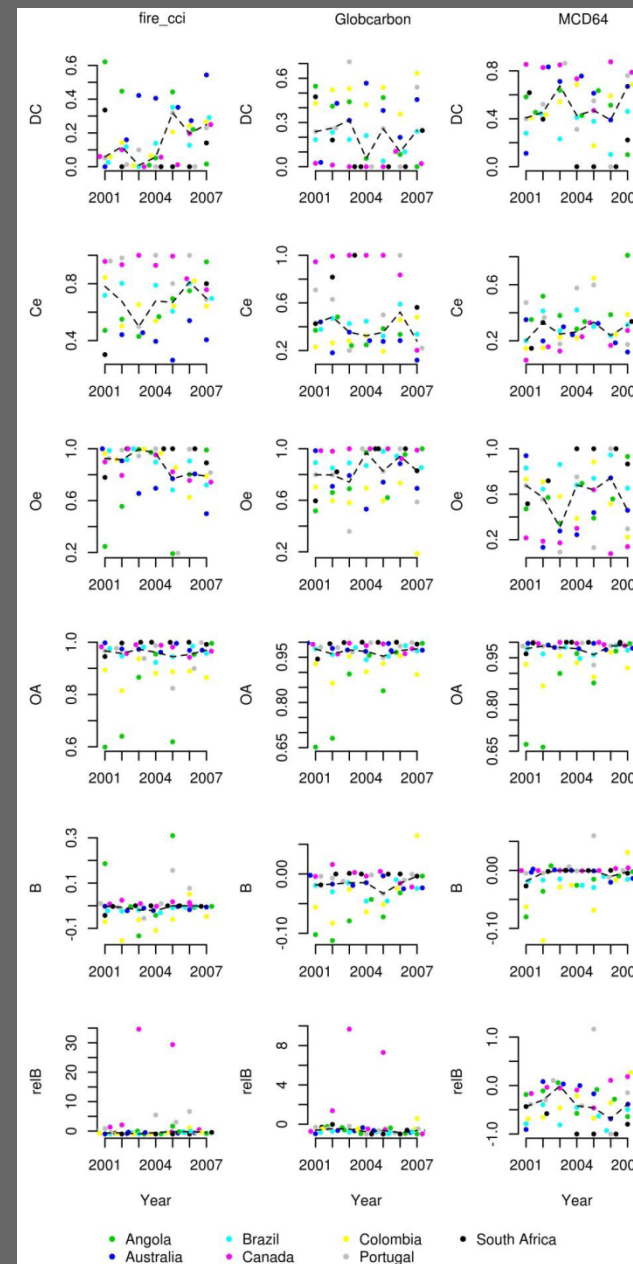 fire_cci Globcarbon MCD64
DC
0.0 0.2 0.4 0.6
2001 2004 2007
DC
0.0 0.2 0.4 0.6
2001 2004 2007
DC
0.0 0.4 0.8
2001 2004
Ce
0.4 0.8
2001 2004 2007
Ce
0.2 0.6 1.0
2001 2004 2007
Ce
0.2 0.6 1.0
2001 2004
Oe
0.2 0.6 1.0
2001 2004 2007
Oe
0.2 0.6 1.0
2001 2004 2007
Oe
0.2 0.6 1.0
2001 2004
OA
0.6 0.8 1.0
2001 2004 2007
OA
0.65 0.80 0.95
2001 2004 2007
OA
0.65 0.80 0.95
2001 2004
B
-0.1 0.1 0.3
2001 2004 2007
B
-0.10 0.00
2001 2004 2007
B
-0.10 0.00
2001 2004
relB
0 10 20 30
2001 2004 2007
relB
0 4 8
2001 2004 2007
relB
-1.0 0.0 1.0
2001 2004
Year Year Year
Angola Brazil Colombia South Africa
Australia Canada Portugal